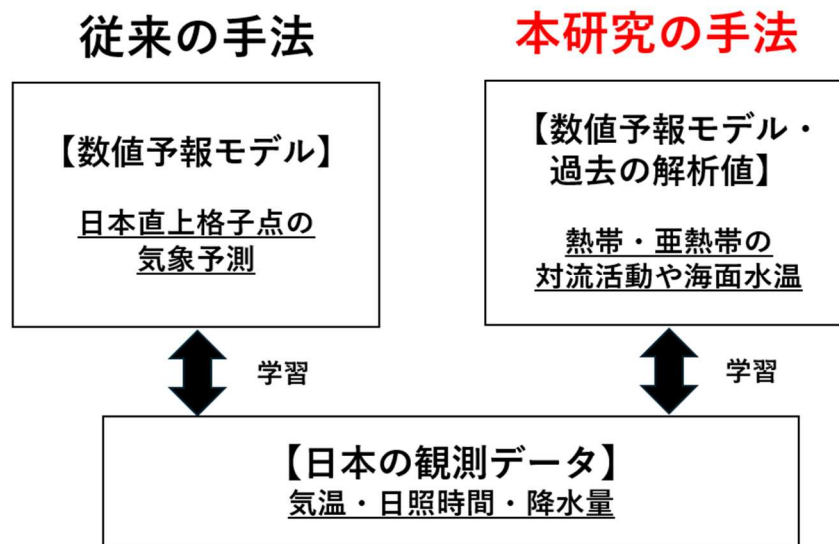 従来の手法
本研究の手法
【数値予報モデル】
日本直上格子点の
気象予測
【数値予報モデル・
過去の解析値】
熱帯・亜熱帯の
対流活動や海面水温
学習
学習
【日本の観測データ】
気温・日照時間・降水量